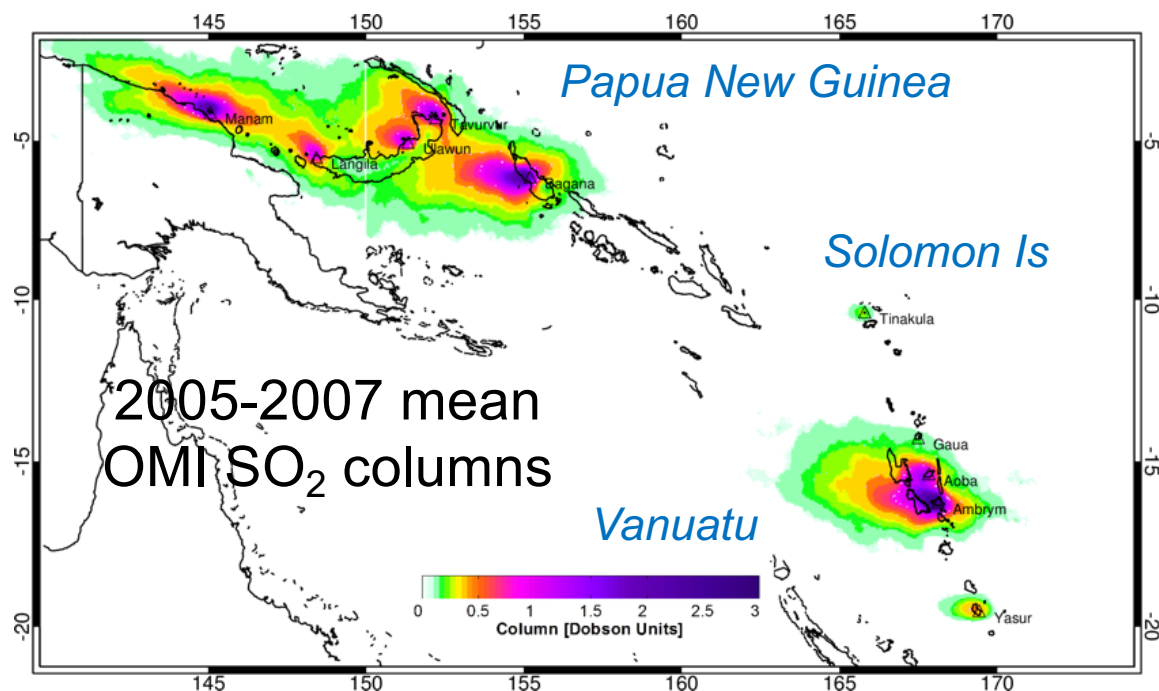 145 150 155 160 165 170
Papua New Guinea
Manam
Tavurvur
-5 -5
Ulawun
Langila
Bagana
Solomon Is
-10 -10
Tinakula
2005-2007 mean
OMI SO₂ columns
Gaua
-15 -15
Aoba
Ambrym
Vanuatu
0 0.5 1 1.5 2 2.5 3
Column [Dobson Units]
Yasur
-20 -20
145 150 155 160 165 170